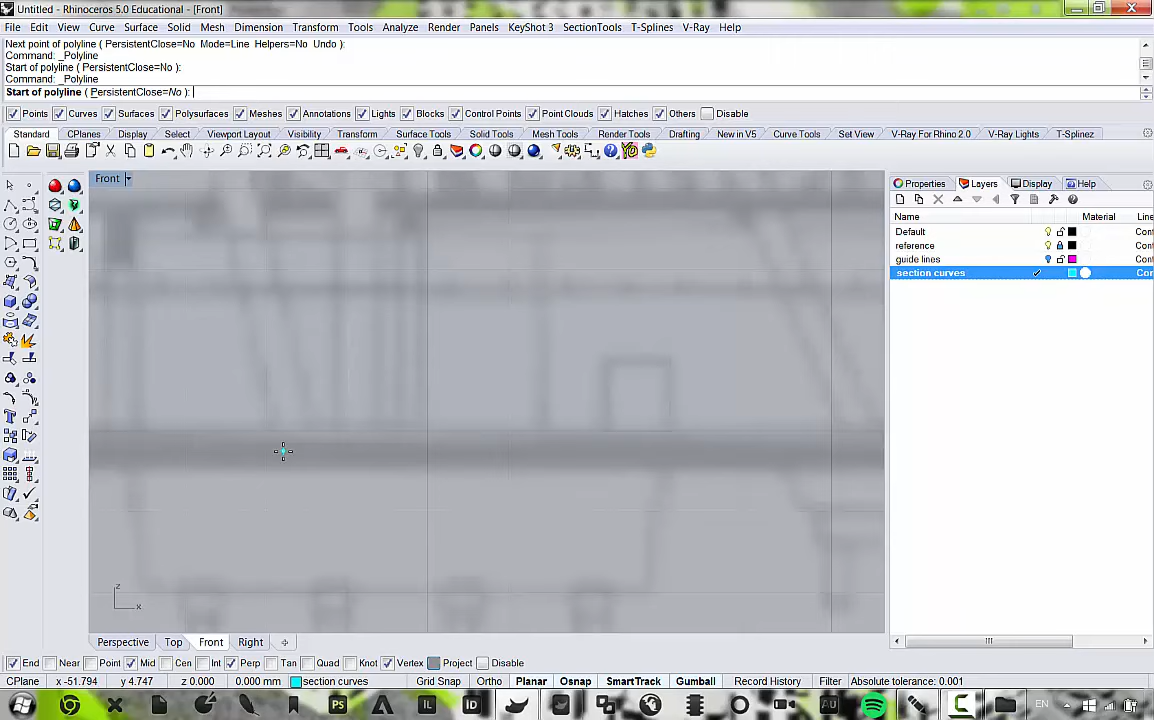 Untitled - Rhinoceros 5.0 Educational - [Front]
File Edit View Curve Surface Solid Mesh Dimension Transform Tools Analyze Render Panels KeyShot 3 SectionTools T-Splines V-Ray Help
Next point of polyline ( PersistentClose=No Mode=Line Helpers=No Undo ):
Command: _Polyline
Start of polyline ( PersistentClose=No ):
Command: _Polyline
Start of polyline ( PersistentClose=No ):
Points Curves Surfaces Polysurfaces Meshes Annotations Lights Blocks Control Points Point Clouds Hatches Others Disable
Standard CPlanes Display Select Viewport Layout Visibility Transform Surface Tools Solid Tools Mesh Tools Render Tools Drafting New in V5 Curve Tools Set View V-Ray For Rhino 2.0 V-Ray Lights T-Splinez
Front
Properties Layers Display Help
Name Material Line
Default Cont
reference Cont
guide lines Cont
section curves Cor
z
x
Perspective Top Front Right
End Near Point Mid Cen Int Perp Tan Quad Knot Vertex Project Disable
CPlane x -51.794 y 4.747 z 0.000 0.000 mm section curves Grid Snap Ortho Planar Osnap SmartTrack Gumball Record History Filter Absolute tolerance: 0.001
PS IL ID AU EN